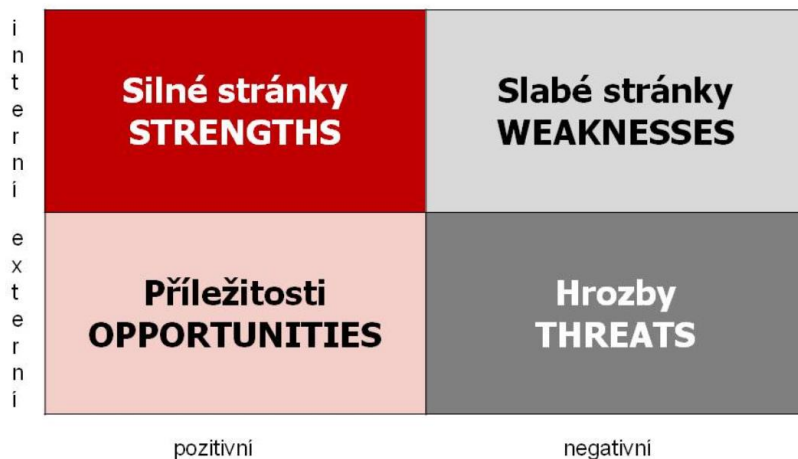 interní
Silné stránky
STRENGTHS
Slabé stránky
WEAKNESSES
externí
Příležitosti
OPPORTUNITIES
Hrozby
THREATS
pozitivní
negativní